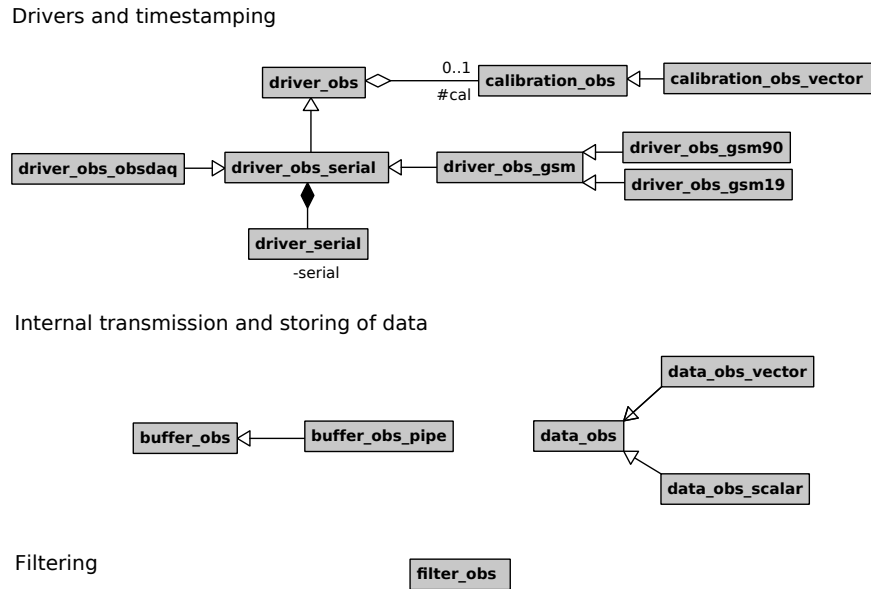 Drivers and timestamping
driver_obs
0..1
#cal
calibration_obs
calibration_obs_vector
driver_obs_obsdaq
driver_obs_serial
driver_obs_gsm
driver_obs_gsm90
driver_obs_gsm19
driver_serial
-serial
Internal transmission and storing of data
buffer_obs
buffer_obs_pipe
data_obs
data_obs_vector
data_obs_scalar
Filtering
filter_obs